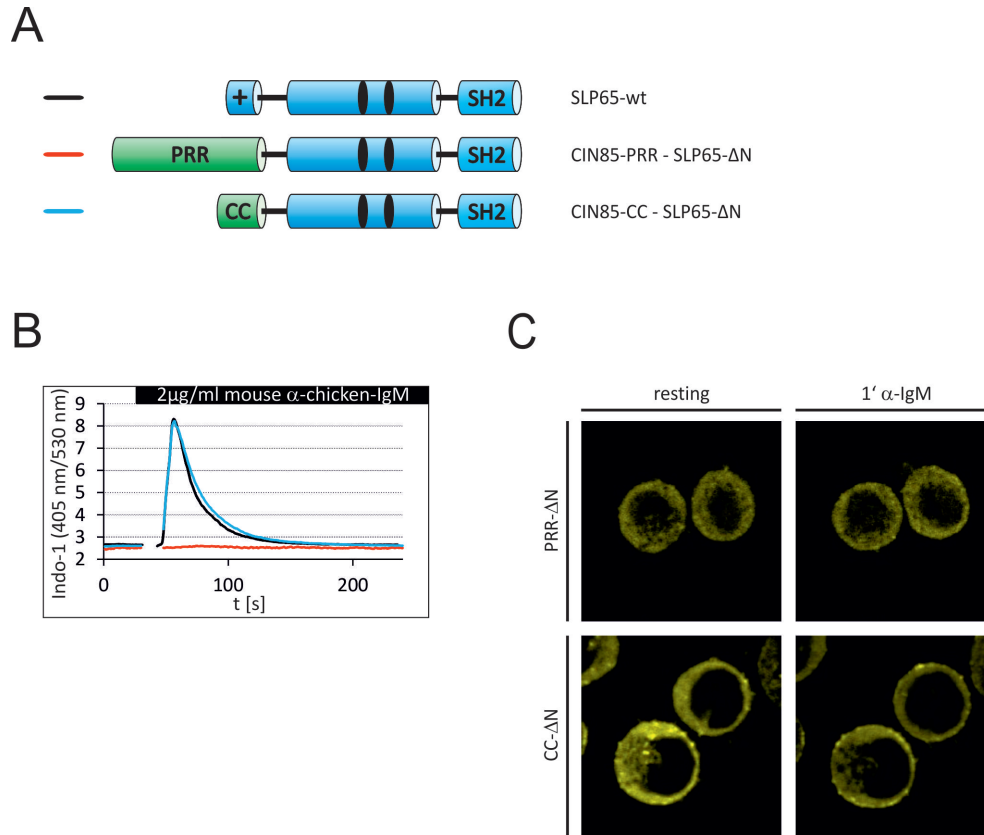 A
+ SH2 SLP65-wt
PRR SH2 CIN85-PRR - SLP65-ΔN
CC SH2 CIN85-CC - SLP65-ΔN
B
2µg/ml mouse α-chicken-IgM
Indo-1 (405 nm/530 nm)
9
8
7
6
5
4
3
2
0 100 200
t [s]
C
resting 1‘ α-IgM
PRR-ΔN
CC-ΔN